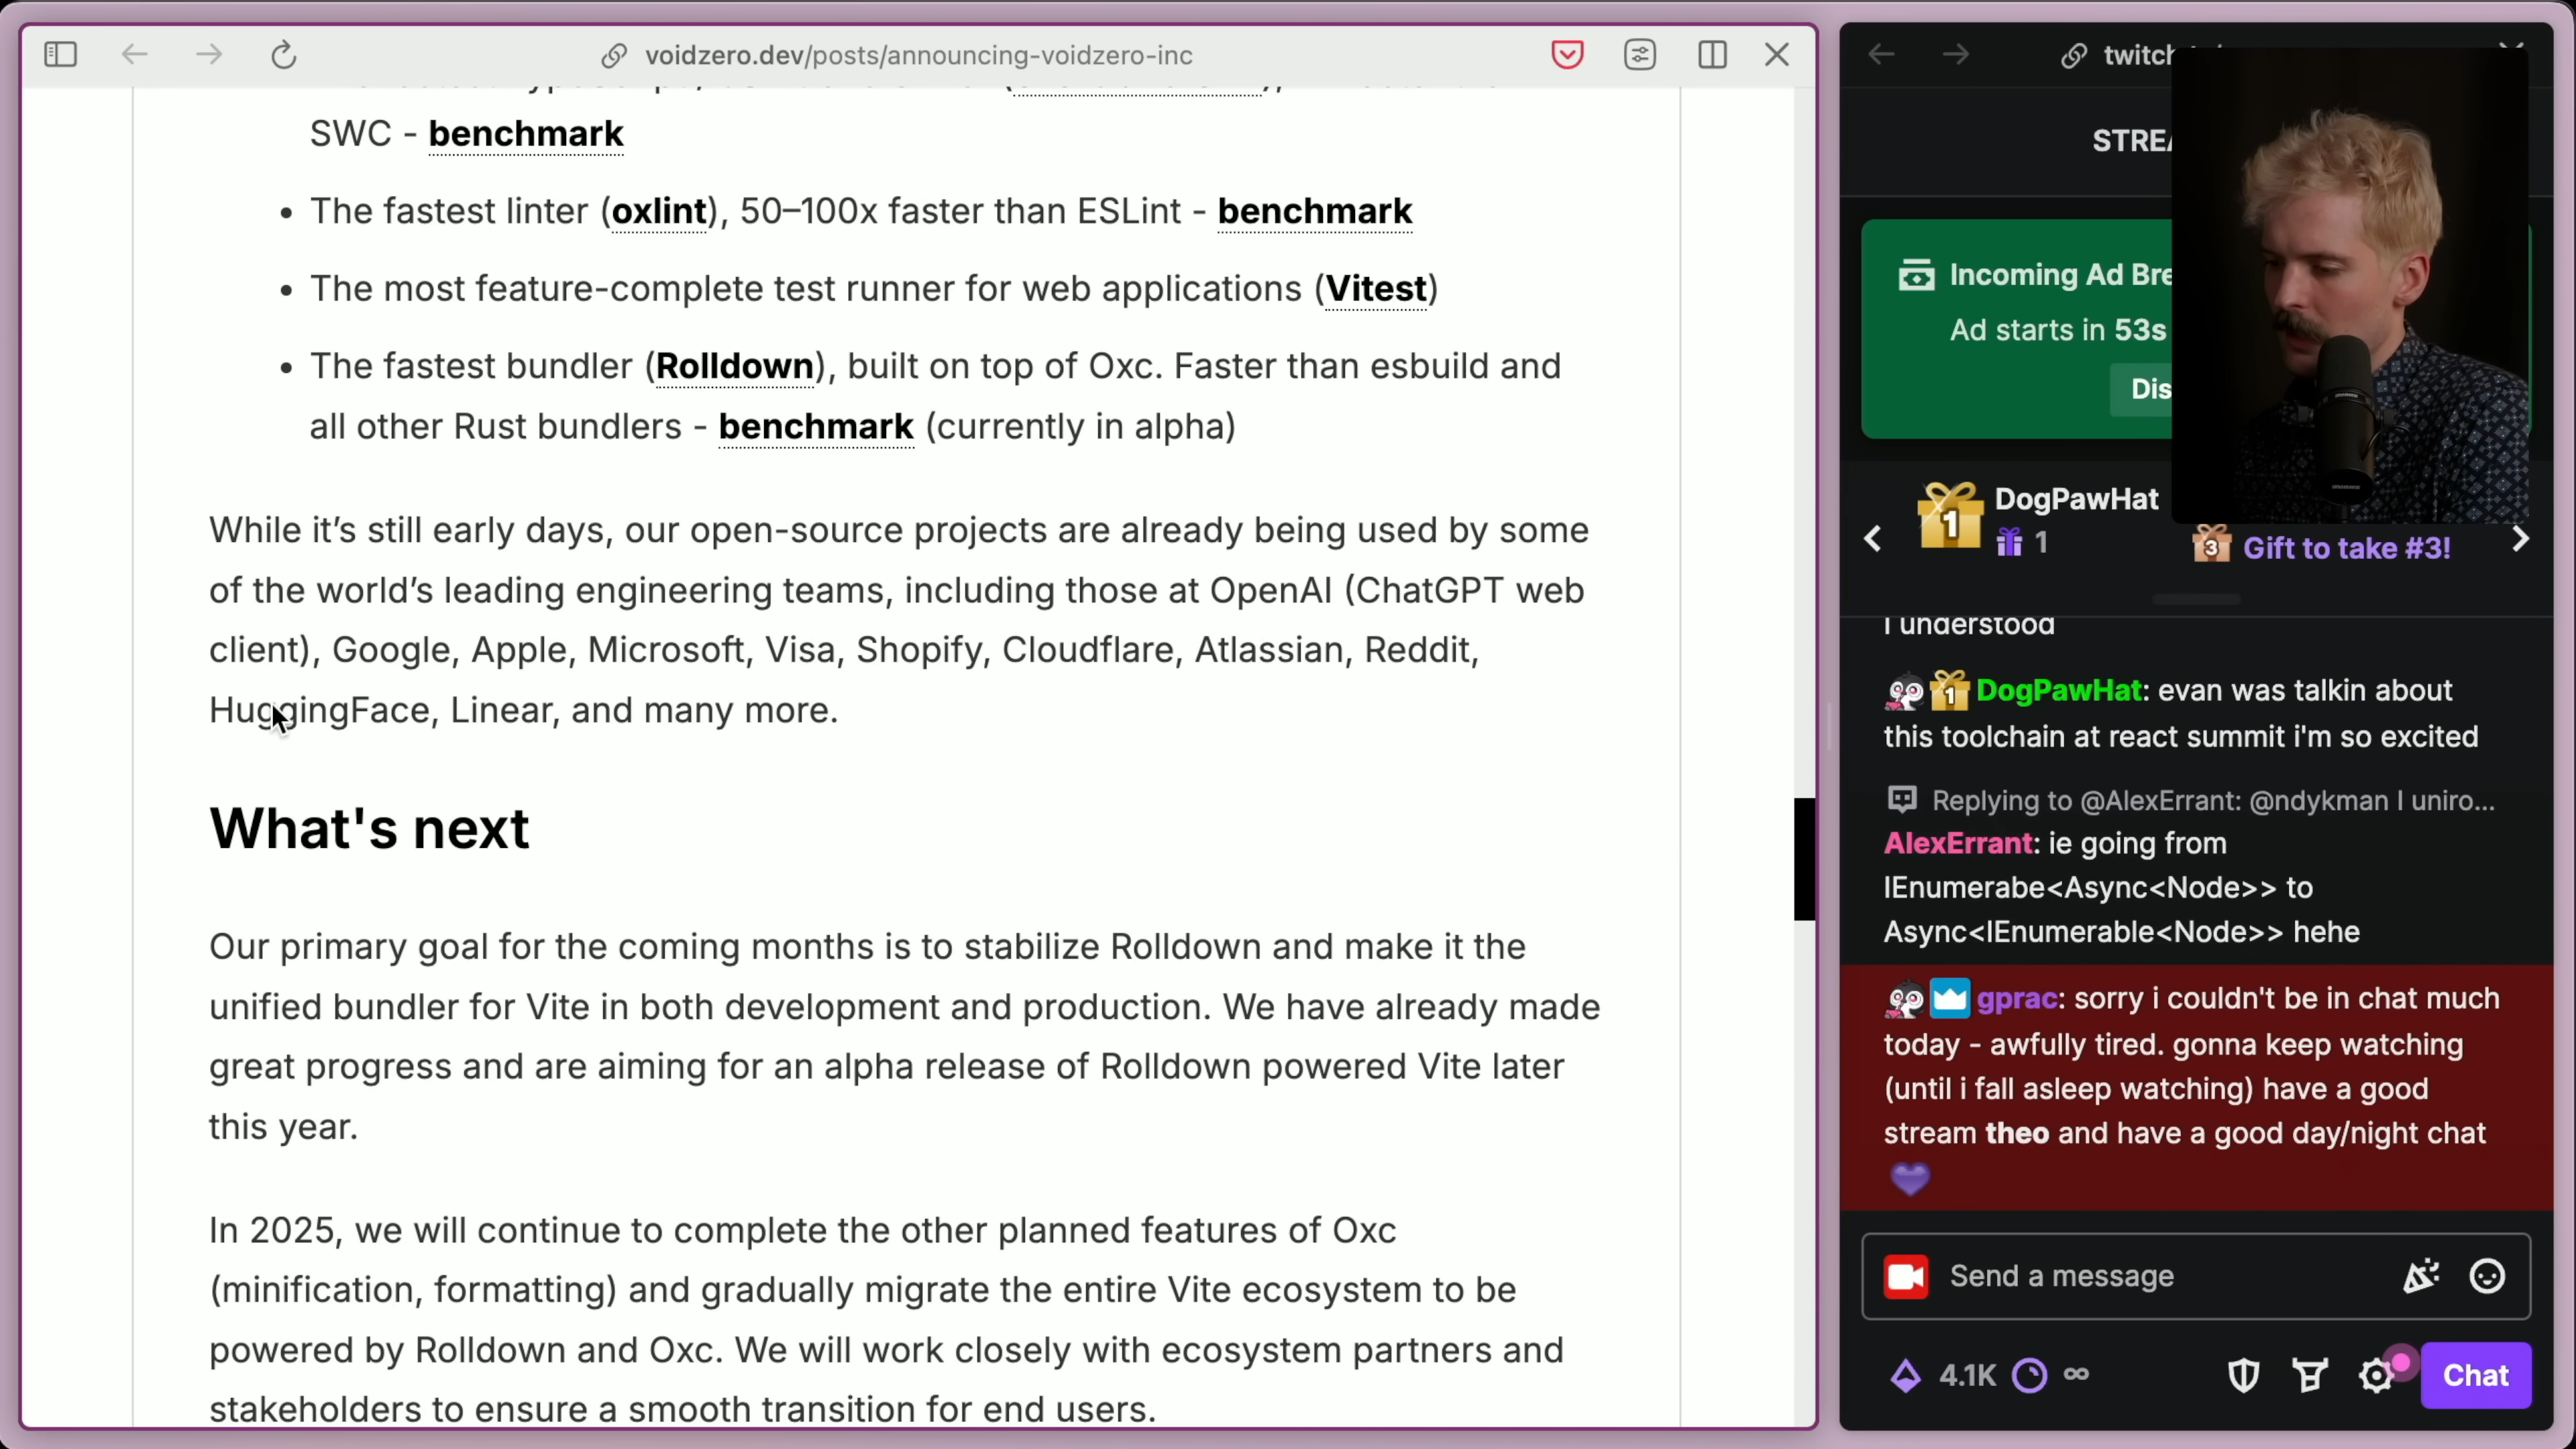 voidzero.dev/posts/announcing-voidzero-inc
SWC - benchmark
• The fastest linter (oxlint), 50–100x faster than ESLint - benchmark
• The most feature-complete test runner for web applications (Vitest)
• The fastest bundler (Rolldown), built on top of Oxc. Faster than esbuild and
all other Rust bundlers - benchmark (currently in alpha)
While it’s still early days, our open-source projects are already being used by some
of the world’s leading engineering teams, including those at OpenAI (ChatGPT web
client), Google, Apple, Microsoft, Visa, Shopify, Cloudflare, Atlassian, Reddit,
HuggingFace, Linear, and many more.
What's next
Our primary goal for the coming months is to stabilize Rolldown and make it the
unified bundler for Vite in both development and production. We have already made
great progress and are aiming for an alpha release of Rolldown powered Vite later
this year.
In 2025, we will continue to complete the other planned features of Oxc
(minification, formatting) and gradually migrate the entire Vite ecosystem to be
powered by Rolldown and Oxc. We will work closely with ecosystem partners and
stakeholders to ensure a smooth transition for end users.
twitch
STREA
Incoming Ad Bre
Ad starts in 53s
Dis
1
DogPawHat
1
3 Gift to take #3!
I understood
1 DogPawHat: evan was talkin about
this toolchain at react summit i'm so excited
Replying to @AlexErrant: @ndykman I uniro...
AlexErrant: ie going from
IEnumerabe<Async<Node>> to
Async<IEnumerable<Node>> hehe
gprac: sorry i couldn't be in chat much
today - awfully tired. gonna keep watching
(until i fall asleep watching) have a good
stream theo and have a good day/night chat
Send a message
4.1K ∞
Chat